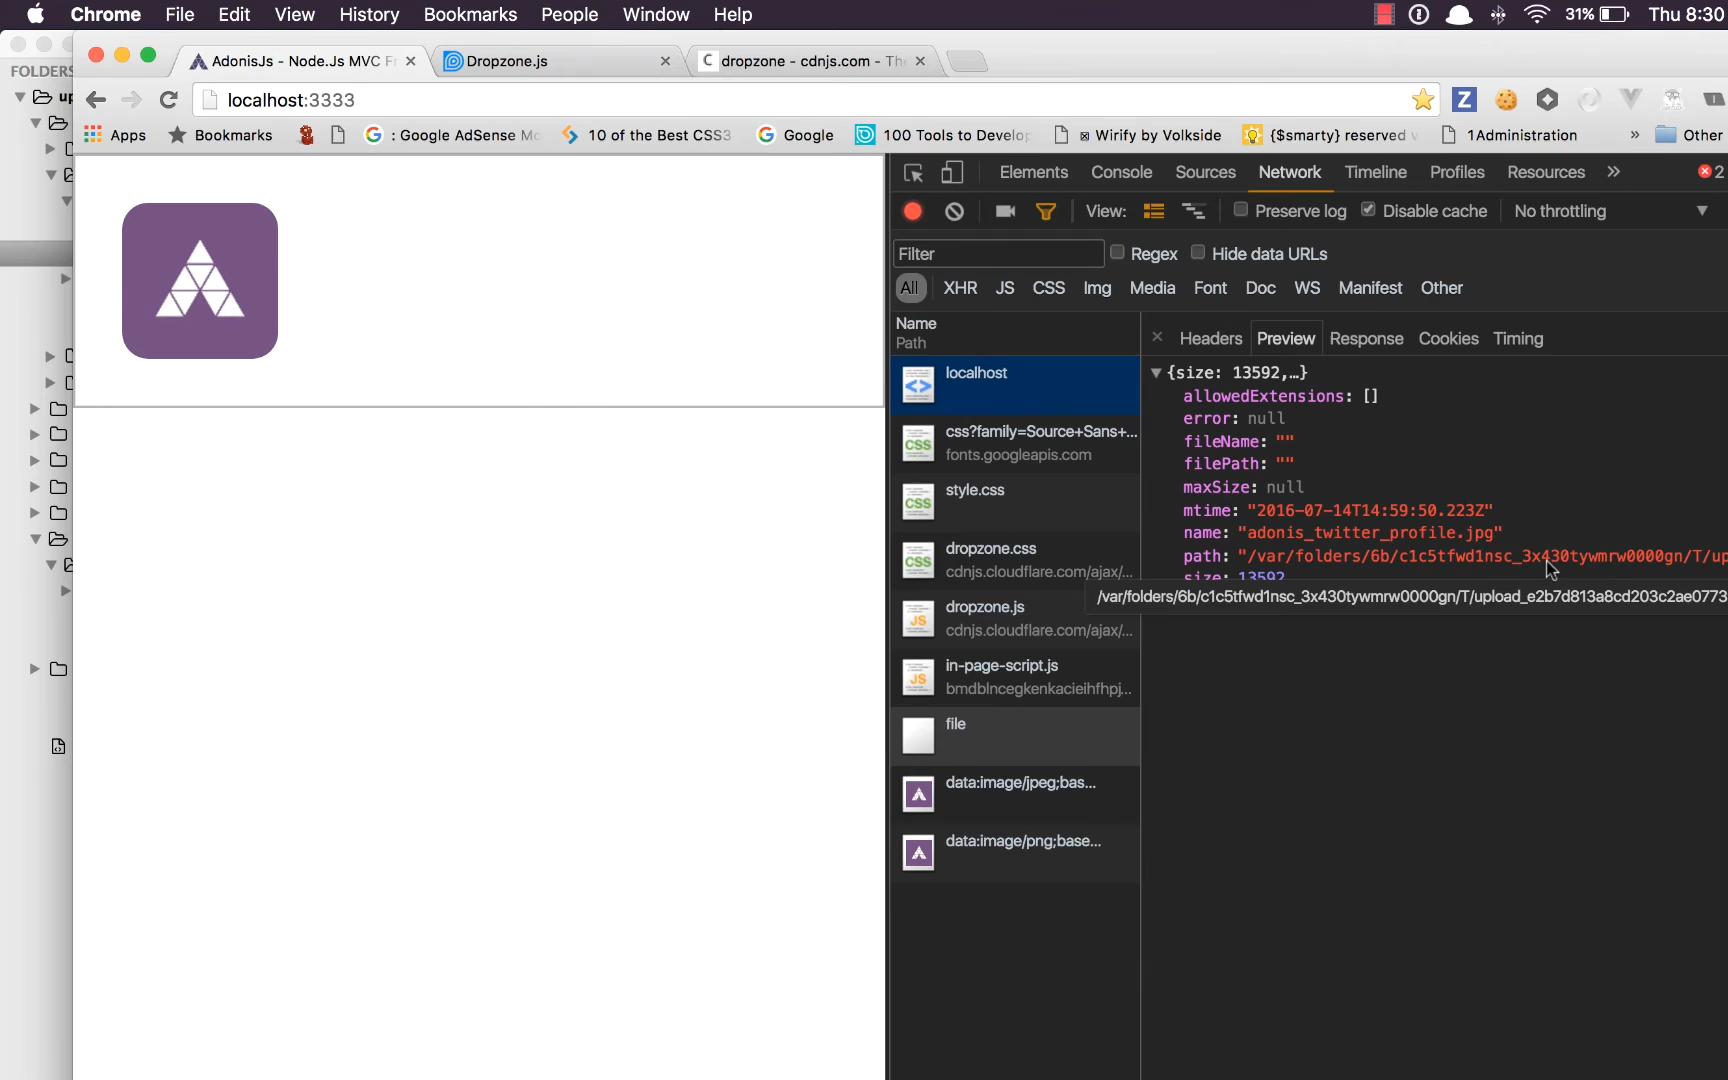 Chrome File Edit View History Bookmarks People Window Help 31% Thu 8:30
FOLDERS
AdonisJs - Node.Js MVC F
Dropzone.js
dropzone - cdnjs.com - The
up
localhost:3333
Apps Bookmarks : Google AdSense Mo 10 of the Best CSS3 Google 100 Tools to Develop Wirify by Volkside {$smarty} reserved 1Administration » Other
Elements Console Sources Network Timeline Profiles Resources » 2
View: Preserve log Disable cache No throttling
Filter Regex Hide data URLs
All XHR JS CSS Img Media Font Doc WS Manifest Other
Name
Path
Headers Preview Response Cookies Timing
localhost
css?family=Source+Sans+...
fonts.googleapis.com
style.css
dropzone.css
cdnjs.cloudflare.com/ajax/...
dropzone.js
cdnjs.cloudflare.com/ajax/...
in-page-script.js
bmdblncegkenkacieihfhpj...
file
data:image/jpeg;bas...
data:image/png;base...
{size: 13592,…}
allowedExtensions: []
error: null
fileName: ""
filePath: ""
maxSize: null
mtime: "2016-07-14T14:59:50.223Z"
name: "adonis_twitter_profile.jpg"
path: "/var/folders/6b/c1c5tfwd1nsc_3x430tywmrw0000gn/T/up
size: 13592
/var/folders/6b/c1c5tfwd1nsc_3x430tywmrw0000gn/T/upload_e2b7d813a8cd203c2ae0773